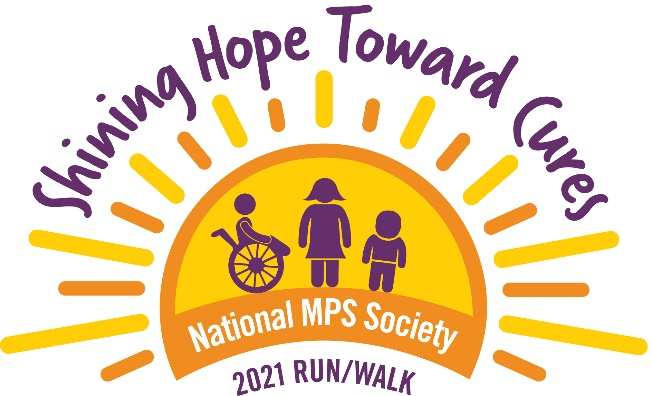 Shining Hope Toward Cures
National MPS Society
2021 RUN/WALK